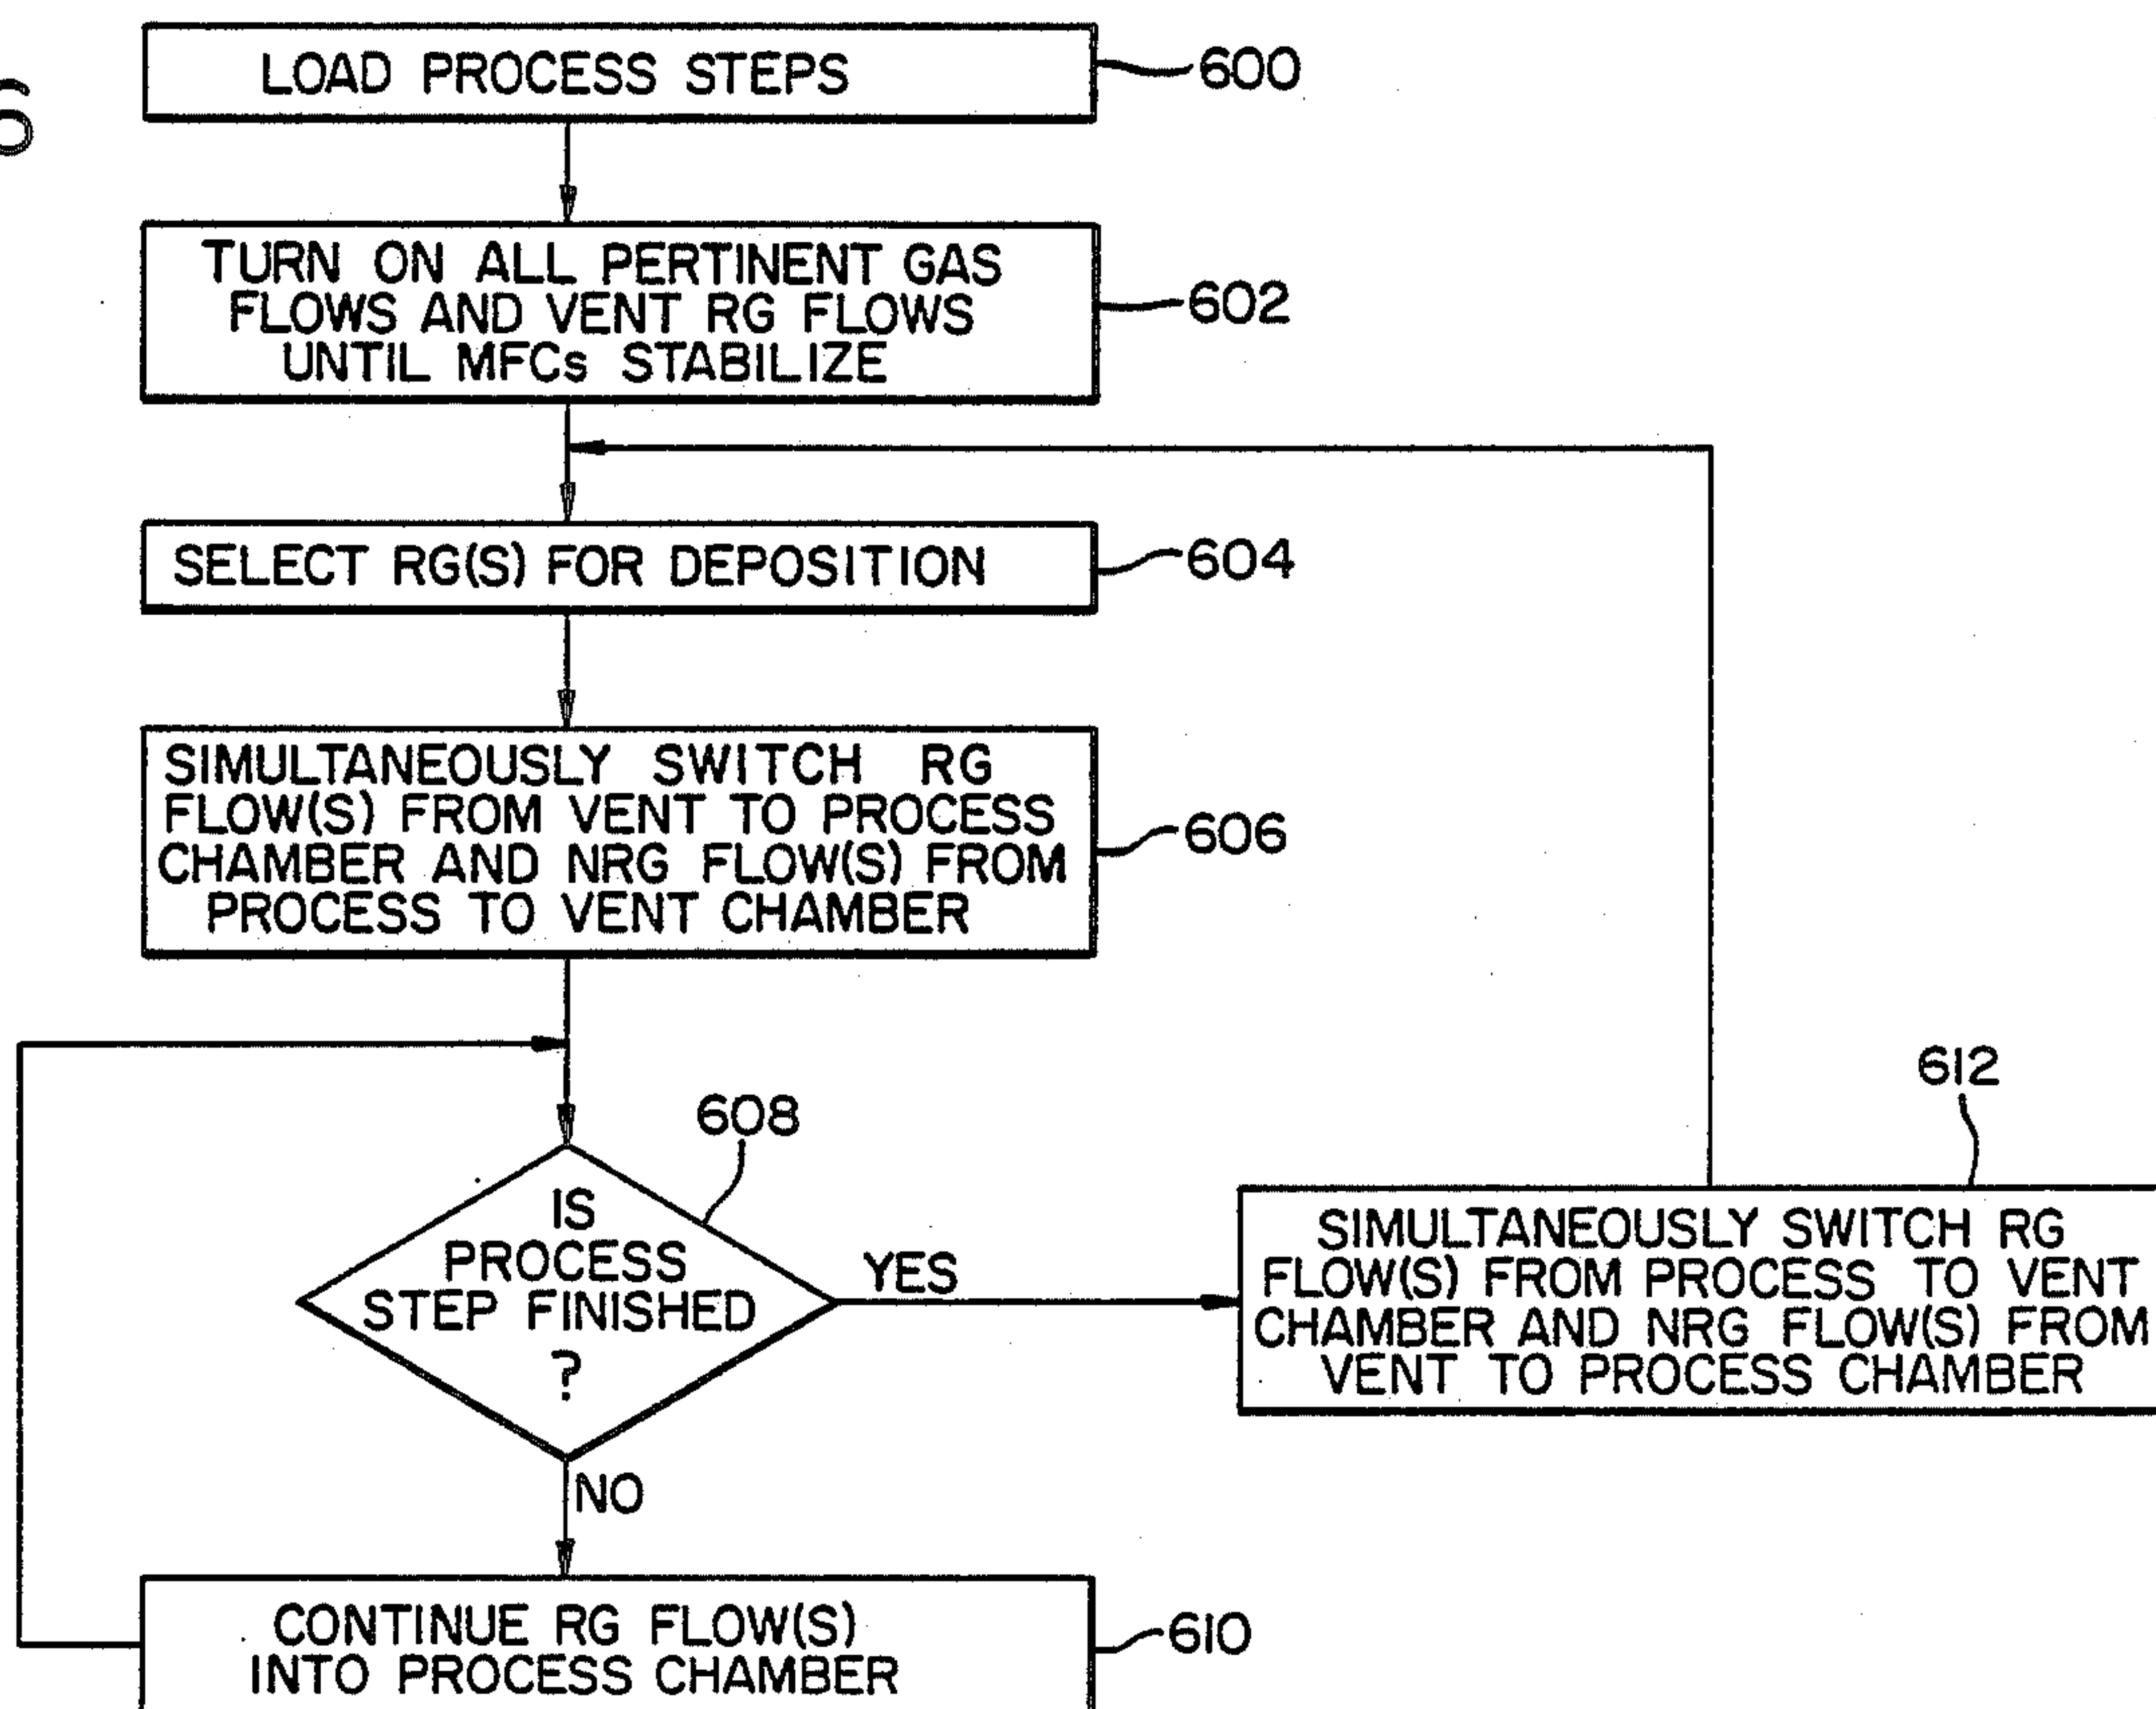 LOAD PROCESS STEPS
600
TURN ON ALL PERTINENT GAS
FLOWS AND VENT RG FLOWS
UNTIL MFCs STABILIZE
602
SELECT RG(S) FOR DEPOSITION
604
SIMULTANEOUSLY SWITCH RG
FLOW(S) FROM VENT TO PROCESS
CHAMBER AND NRG FLOW(S) FROM
PROCESS TO VENT CHAMBER
606
608
IS
PROCESS
STEP FINISHED
?
YES
612
SIMULTANEOUSLY SWITCH RG
FLOW(S) FROM PROCESS TO VENT
CHAMBER AND NRG FLOW(S) FROM
VENT TO PROCESS CHAMBER
NO
CONTINUE RG FLOW(S)
INTO PROCESS CHAMBER
610